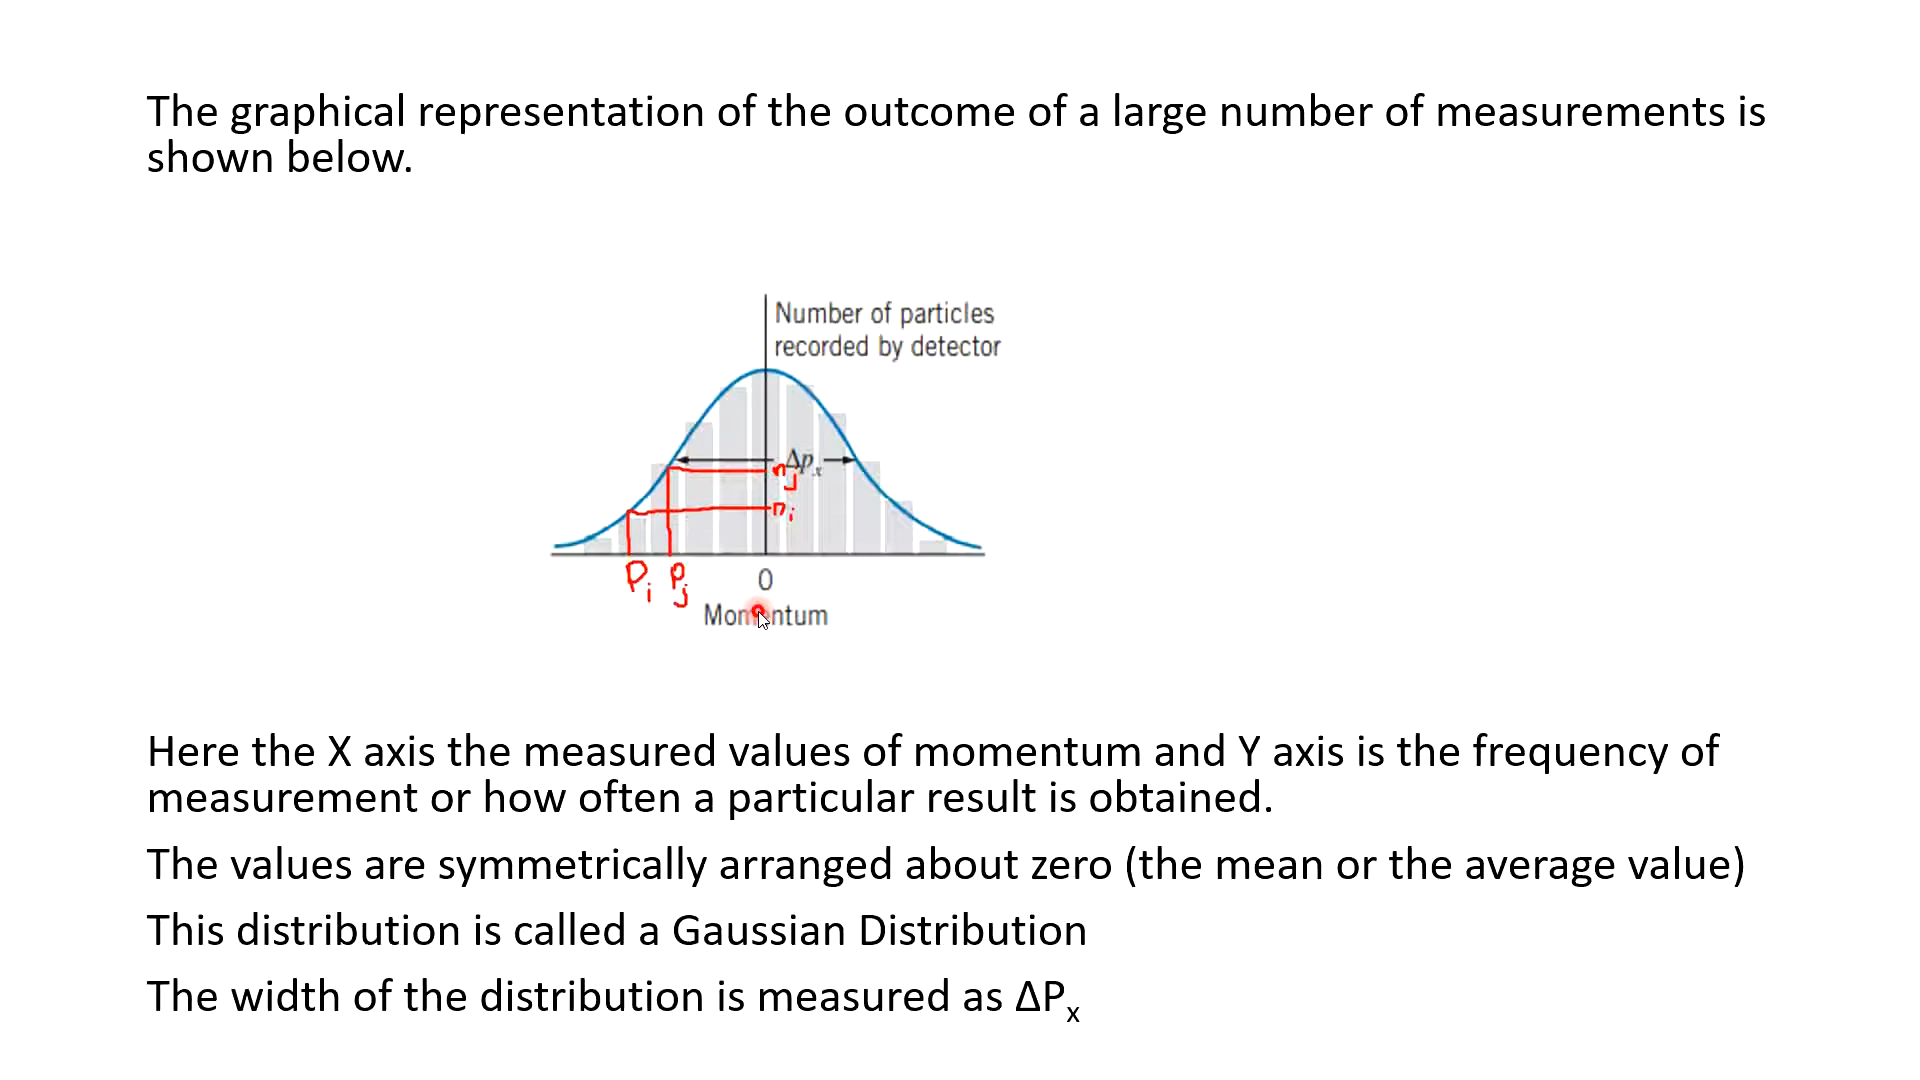 The graphical representation of the outcome of a large number of measurements is
shown below.
Number of particles
recorded by detector
Δpx
nj
ni
Pi Pj
0
Momentum
Here the X axis the measured values of momentum and Y axis is the frequency of
measurement or how often a particular result is obtained.
The values are symmetrically arranged about zero (the mean or the average value)
This distribution is called a Gaussian Distribution
The width of the distribution is measured as ΔPx